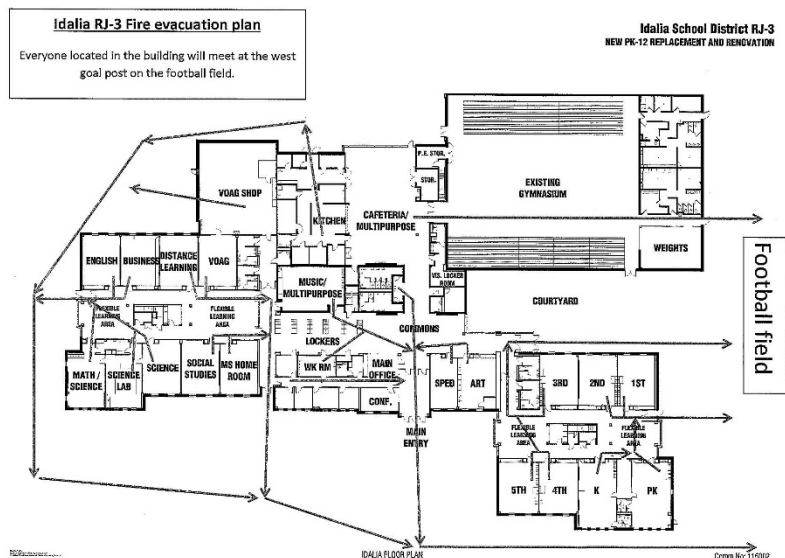 Idalia RJ-3 Fire evacuation plan
Everyone located in the building will meet at the west
goal post on the football field.
Idalia School District RJ-3
NEW PK-12 REPLACEMENT AND RENOVATION
P.E. STOR.
STOR.
VOAG SHOP
KITCHEN
CAFETERIA/
MULTIPURPOSE
EXISTING
GYMNASIUM
WEIGHTS
ENGLISH
BUSINESS
DISTANCE
LEARNING
VOAG
VIS. LOCKER
ROOM
MUSIC/
MULTIPURPOSE
COURTYARD
Football field
FLEXIBLE
LEARNING
AREA
FLEXIBLE
LEARNING
AREA
LOCKERS
COMMONS
MATH /
SCIENCE
SCIENCE
LAB
SCIENCE
SOCIAL
STUDIES
MS HOME
ROOM
WK RM
MAIN
OFFICE
CONF.
SPED
ART
3RD
2ND
1ST
MAIN
ENTRY
FLEXIBLE
LEARNING
AREA
FLEXIBLE
LEARNING
AREA
5TH
4TH
K
PK
IDALIA FLOOR PLAN